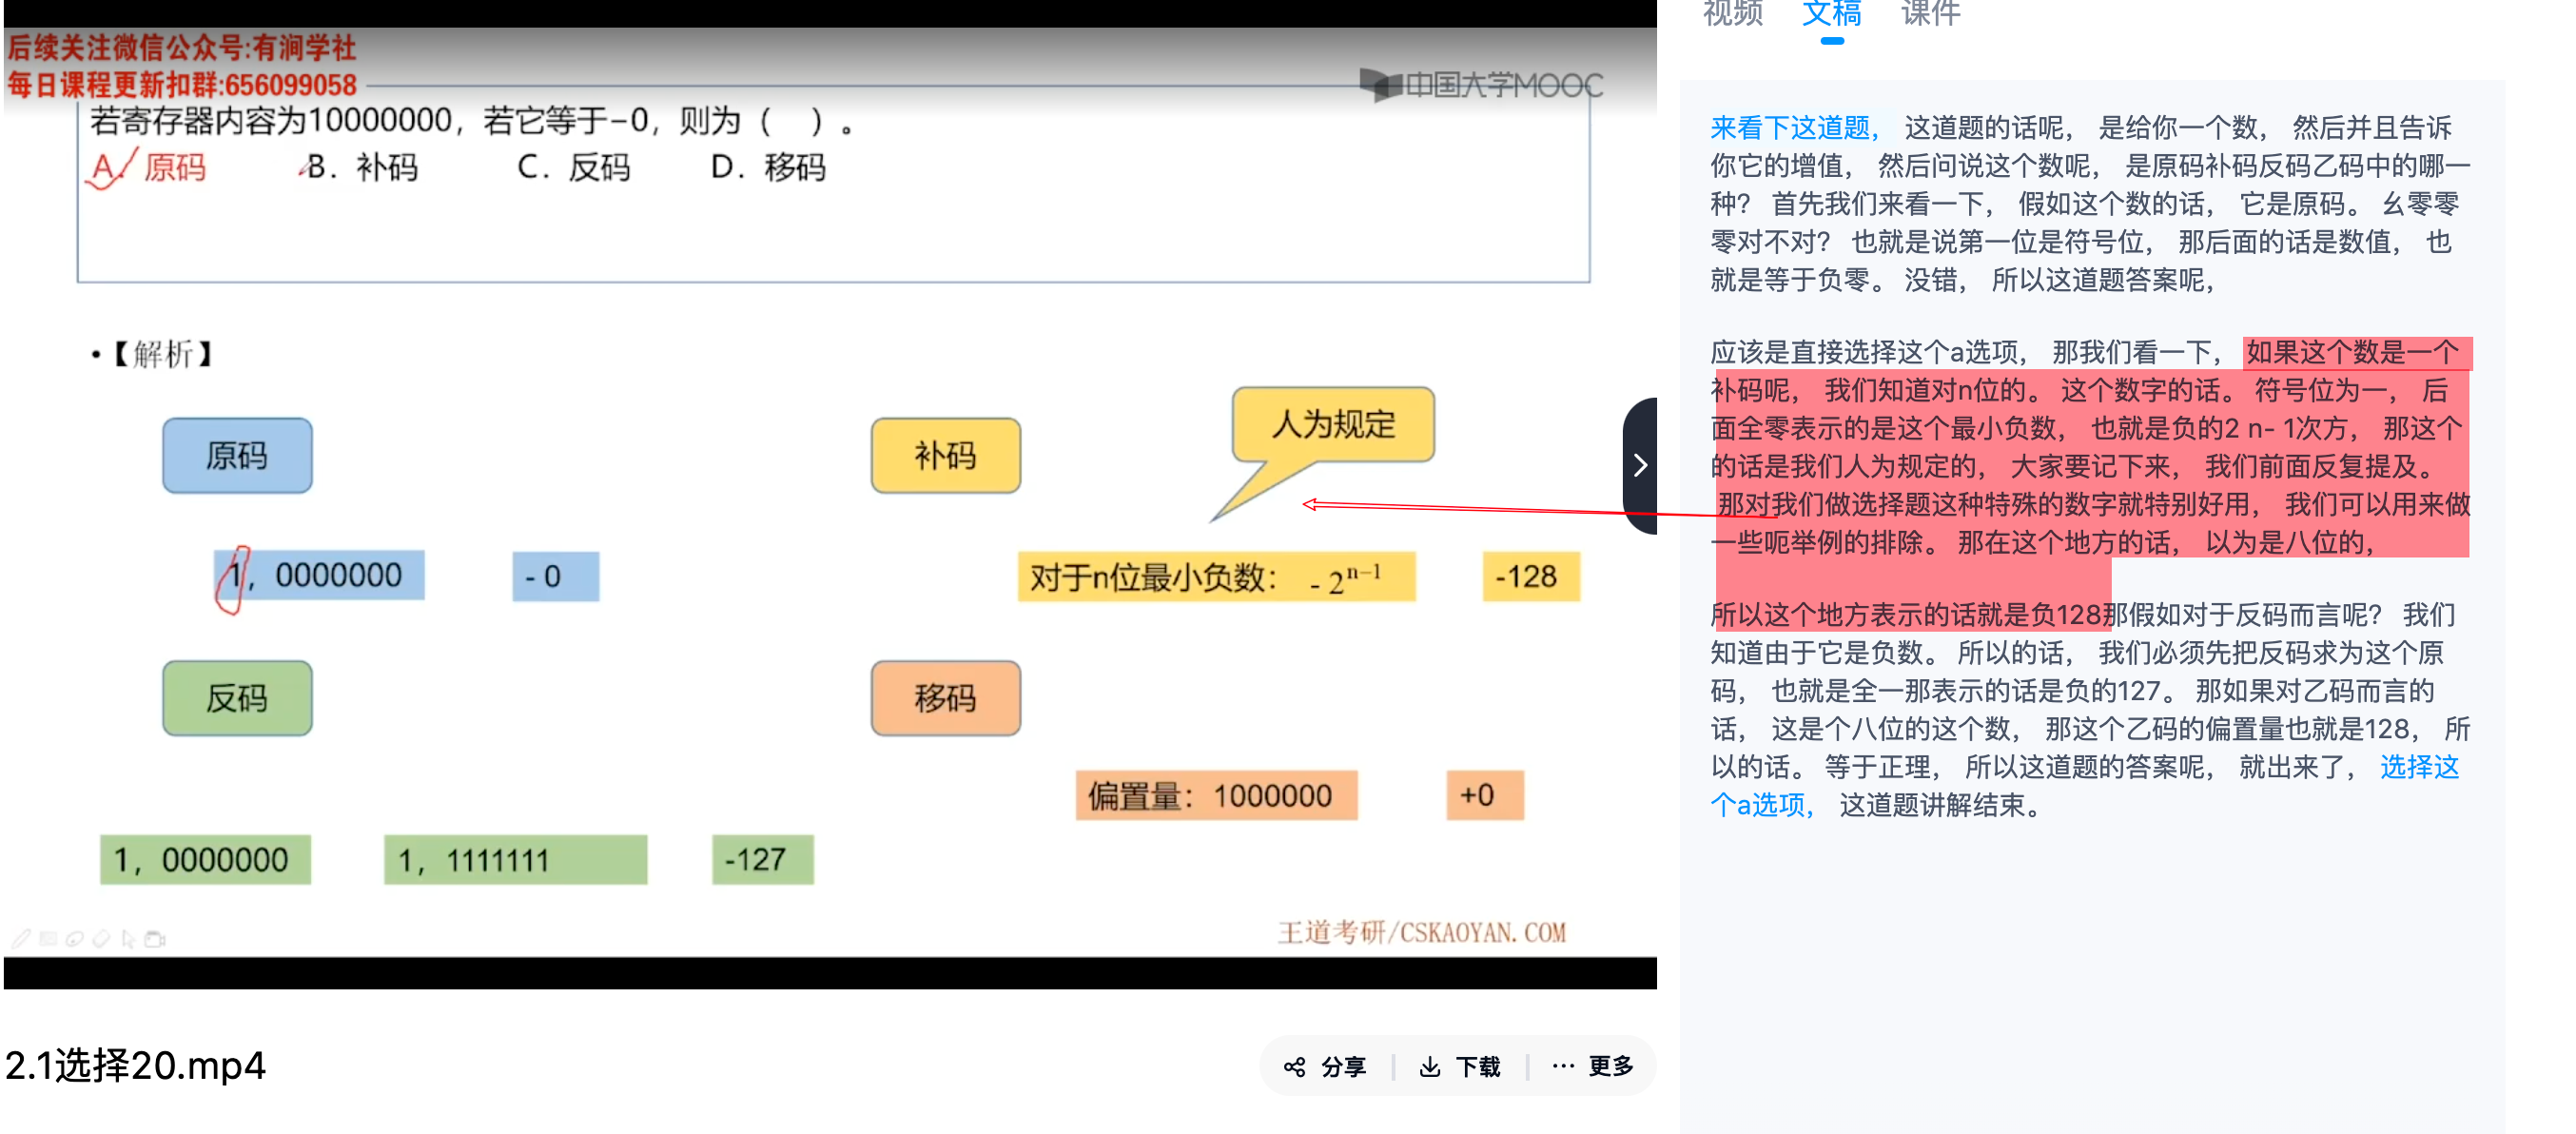 后续关注微信公众号:有涧学社
每日课程更新扣群:656099058
中国大学MOOC
若寄存器内容为10000000，若它等于-0，则为（ ）。
A. 原码 B. 补码 C. 反码 D. 移码
•【解析】
原码
补码
人为规定
1，0000000
- 0
对于n位最小负数： - 2ⁿ⁻¹
-128
反码
移码
偏置量：1000000
+0
1，0000000
1，1111111
-127
王道考研/CSKAOYAN.COM
2.1选择20.mp4
分享
下载
··· 更多
视频 文稿 课件
来看下这道题， 这道题的话呢， 是给你一个数， 然后并且告诉
你它的增值， 然后问说这个数呢， 是原码补码反码乙码中的哪一
种？ 首先我们来看一下， 假如这个数的话， 它是原码。 幺零零
零对不对？ 也就是说第一位是符号位， 那后面的话是数值， 也
就是等于负零。 没错， 所以这道题答案呢，
应该是直接选择这个a选项， 那我们看一下， 如果这个数是一个
补码呢， 我们知道对n位的。 这个数字的话。 符号位为一， 后
面全零表示的是这个最小负数， 也就是负的2 n- 1次方， 那这个
的话是我们人为规定的， 大家要记下来， 我们前面反复提及。
那对我们做选择题这种特殊的数字就特别好用， 我们可以用来做
一些呃举例的排除。 那在这个地方的话， 以为是八位的，
所以这个地方表示的话就是负128那假如对于反码而言呢？ 我们
知道由于它是负数。 所以的话， 我们必须先把反码求为这个原
码， 也就是全一那表示的话是负的127。 那如果对乙码而言的
话， 这是个八位的这个数， 那这个乙码的偏置量也就是128， 所
以的话。 等于正理， 所以这道题的答案呢， 就出来了， 选择这
个a选项， 这道题讲解结束。